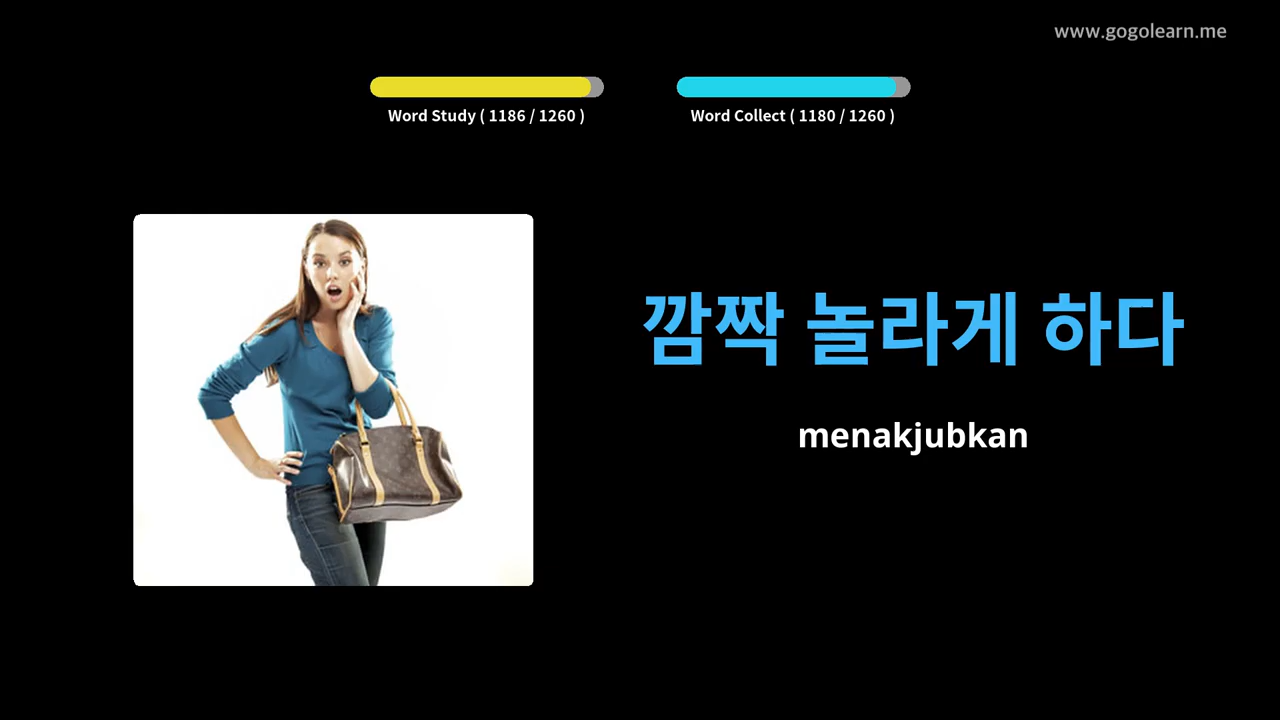 www.gogolearn.me
Word Study ( 1186 / 1260 )
Word Collect ( 1180 / 1260 )
깜짝 놀라게 하다
menakjubkan